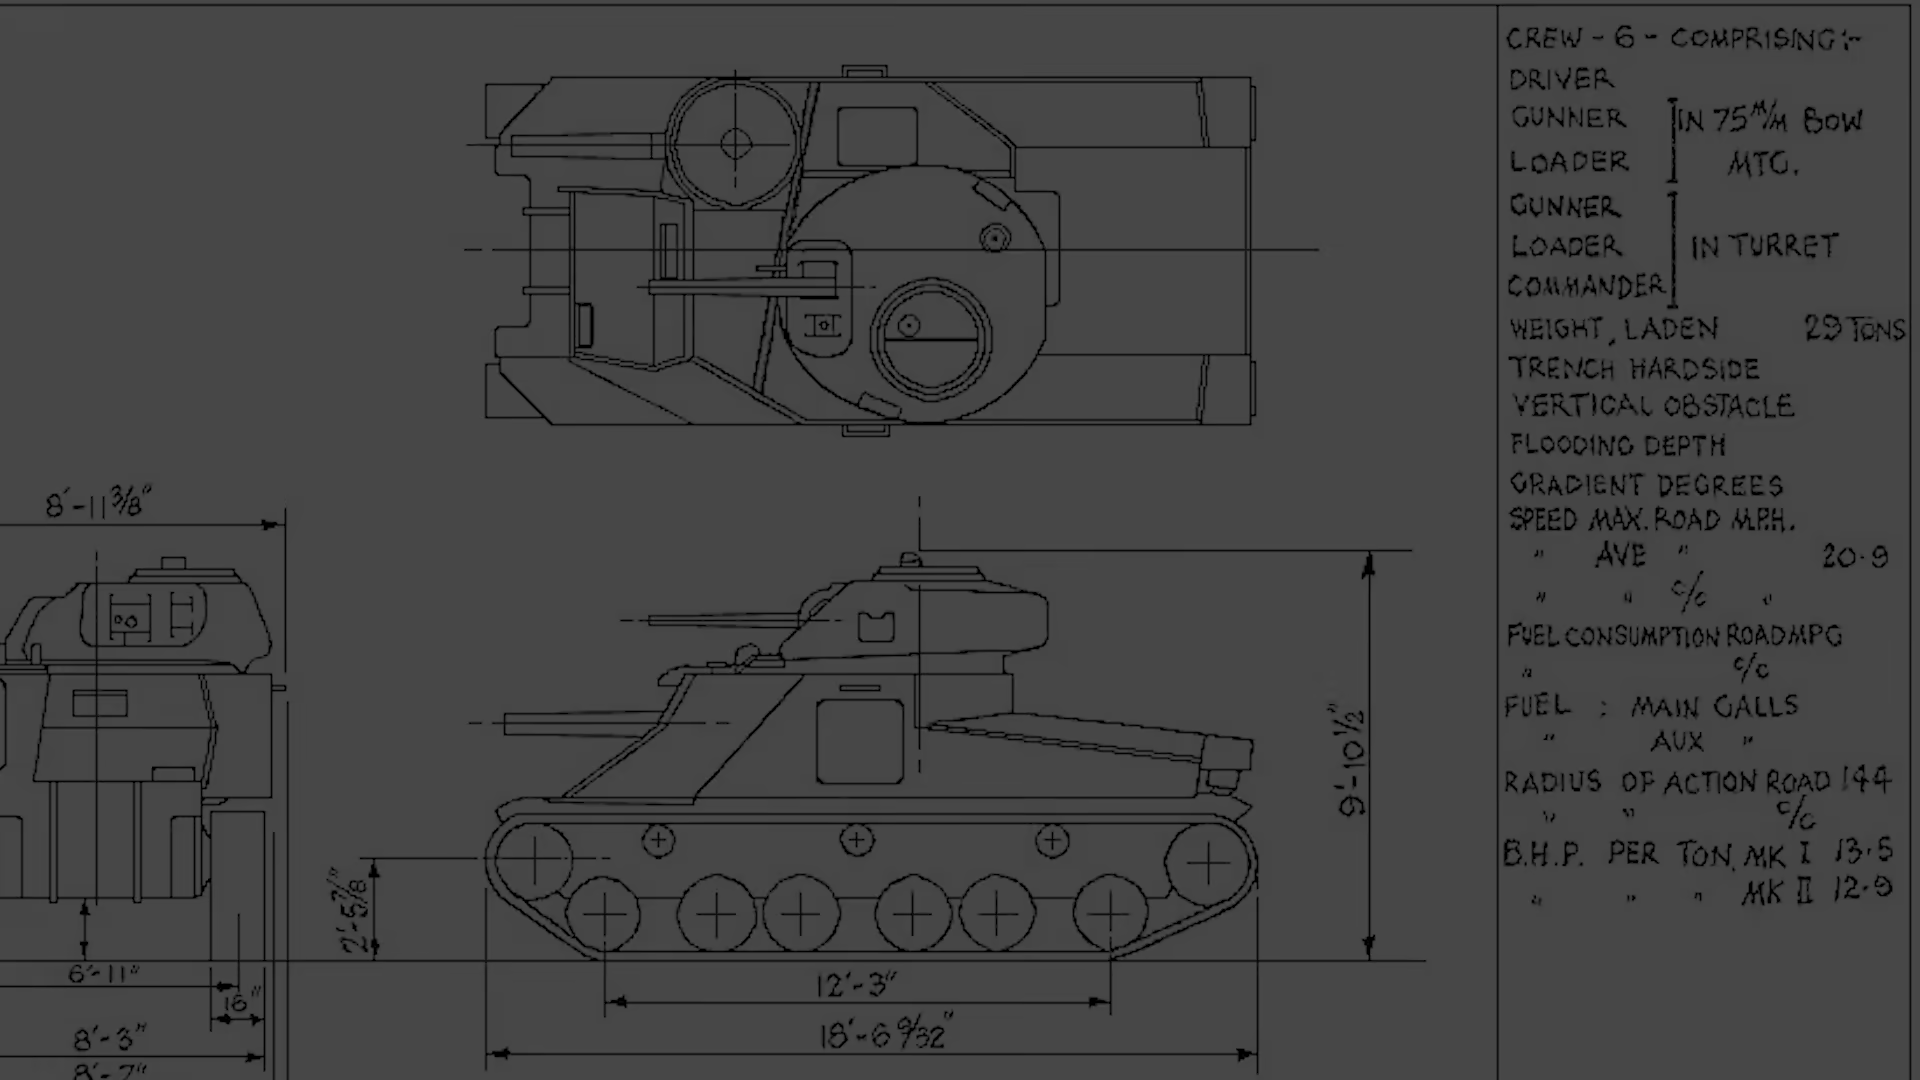 CREW - 6 - COMPRISING:-
DRIVER
GUNNER
LOADER
IN 75 M/M BOW
MTG.
GUNNER
LOADER
COMMANDER
IN TURRET
WEIGHT, LADEN 29 TONS
TRENCH HARDSIDE
VERTICAL OBSTACLE
FLOODING DEPTH
GRADIENT DEGREES
SPEED MAX. ROAD M.P.H.
" AVE " 20·9
" " c/c "
FUEL CONSUMPTION ROAD MPG
" c/c
FUEL : MAIN GALLS
" AUX "
RADIUS OF ACTION ROAD 144
" " c/c
B.H.P. PER TON, MK I 13·5
" " " MK II 12·9
8'-11 3/8"
9'-10 1/2"
2'-5 7/8"
6'-11"
16"
8'-3"
8'-7"
12'-3"
18'-6 9/32"